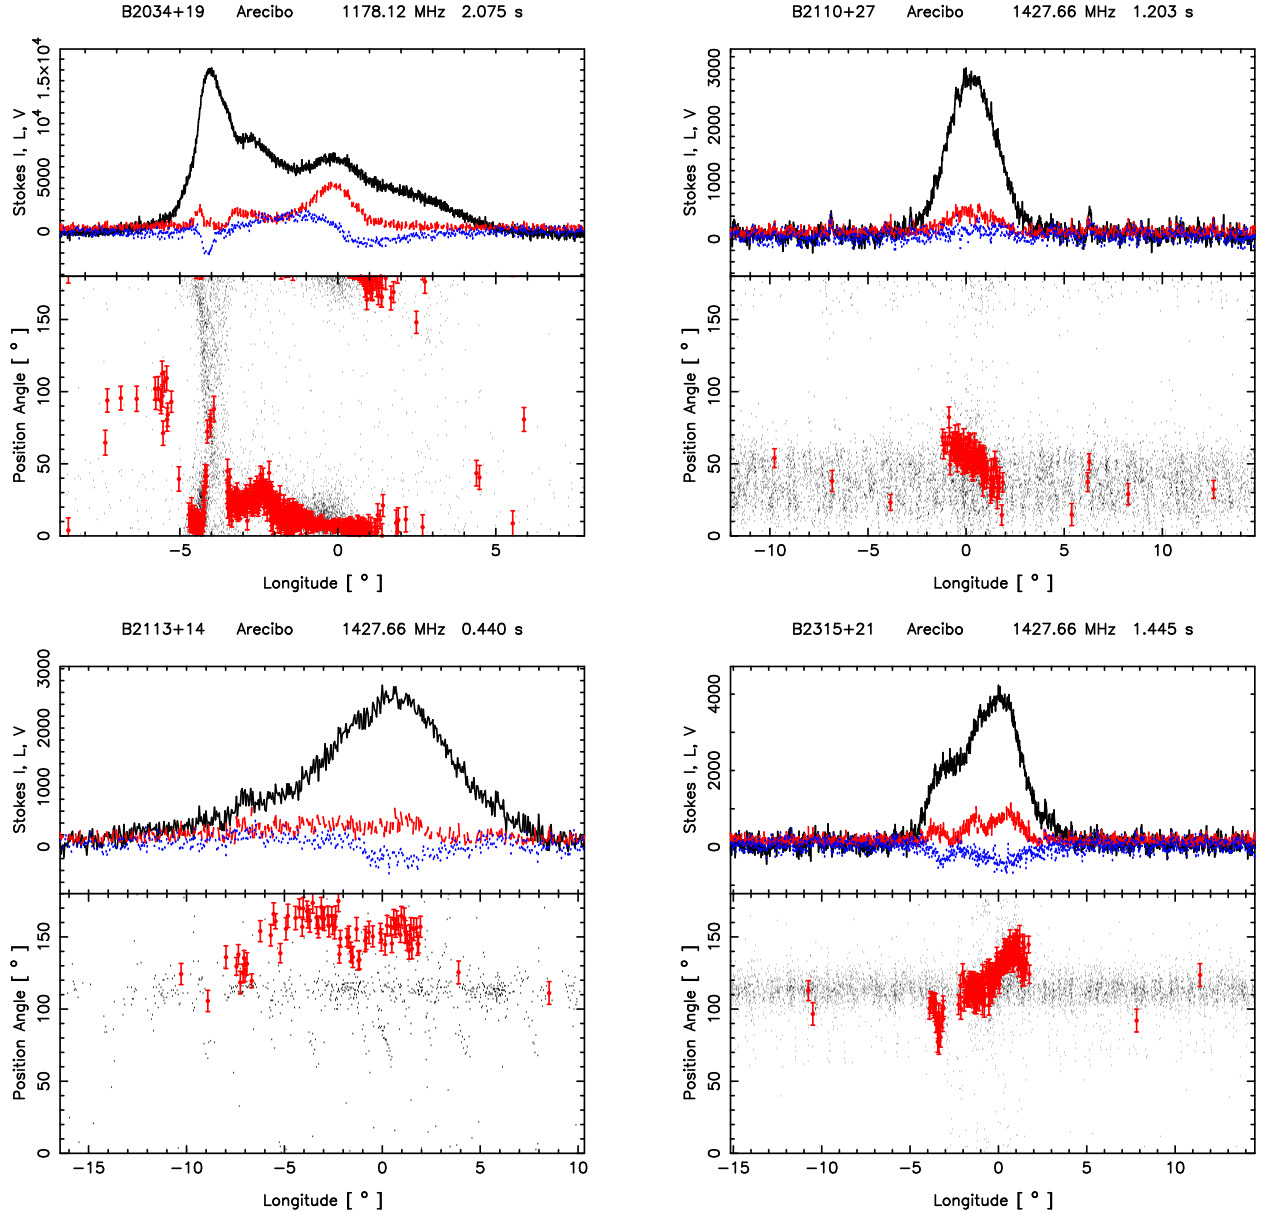 B2034+19 Arecibo 1178.12 MHz 2.075 s
Stokes I, L, V
0 5000 10⁴ 1.5×10⁴
Position Angle [ ° ]
0 50 100 150
−5 0 5
Longitude [ ° ]
B2110+27 Arecibo 1427.66 MHz 1.203 s
Stokes I, L, V
0 1000 2000 3000
Position Angle [ ° ]
0 50 100 150
−10 −5 0 5 10
Longitude [ ° ]
B2113+14 Arecibo 1427.66 MHz 0.440 s
Stokes I, L, V
0 1000 2000 3000
Position Angle [ ° ]
0 50 100 150
−15 −10 −5 0 5 10
Longitude [ ° ]
B2315+21 Arecibo 1427.66 MHz 1.445 s
Stokes I, L, V
0 2000 4000
Position Angle [ ° ]
0 50 100 150
−15 −10 −5 0 5 10
Longitude [ ° ]